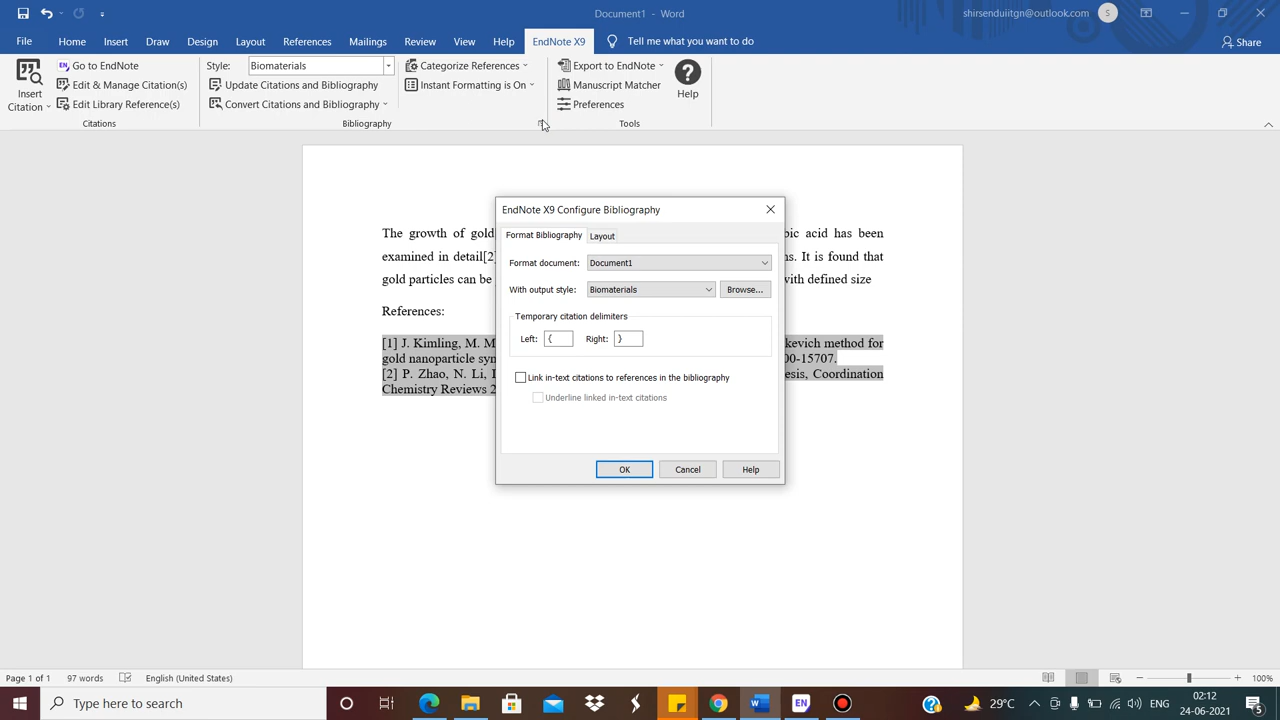 Document1 - Word
shirsenduiitgn@outlook.com S
File Home Insert Draw Design Layout References Mailings Review View Help EndNote X9 Tell me what you want to do Share
Insert Citation
EN Go to EndNote
Edit & Manage Citation(s)
Edit Library Reference(s)
Citations
Style: Biomaterials
Update Citations and Bibliography
Convert Citations and Bibliography
Categorize References
Instant Formatting is On
Bibliography
Export to EndNote
Manuscript Matcher
Preferences
Tools
Help
The growth of gold
bic acid has been
examined in detail[2]
ns. It is found that
gold particles can be
with defined size
References:
[1] J. Kimling, M. M
kevich method for
gold nanoparticle syn
00-15707.
[2] P. Zhao, N. Li,
esis, Coordination
Chemistry Reviews 2
EndNote X9 Configure Bibliography
Format Bibliography Layout
Format document: Document1
With output style: Biomaterials Browse...
Temporary citation delimiters
Left: { Right: }
Link in-text citations to references in the bibliography
Underline linked in-text citations
OK Cancel Help
Page 1 of 1 97 words English (United States) 100%
Type here to search
EN
29°C
ENG
02:12
24-06-2021